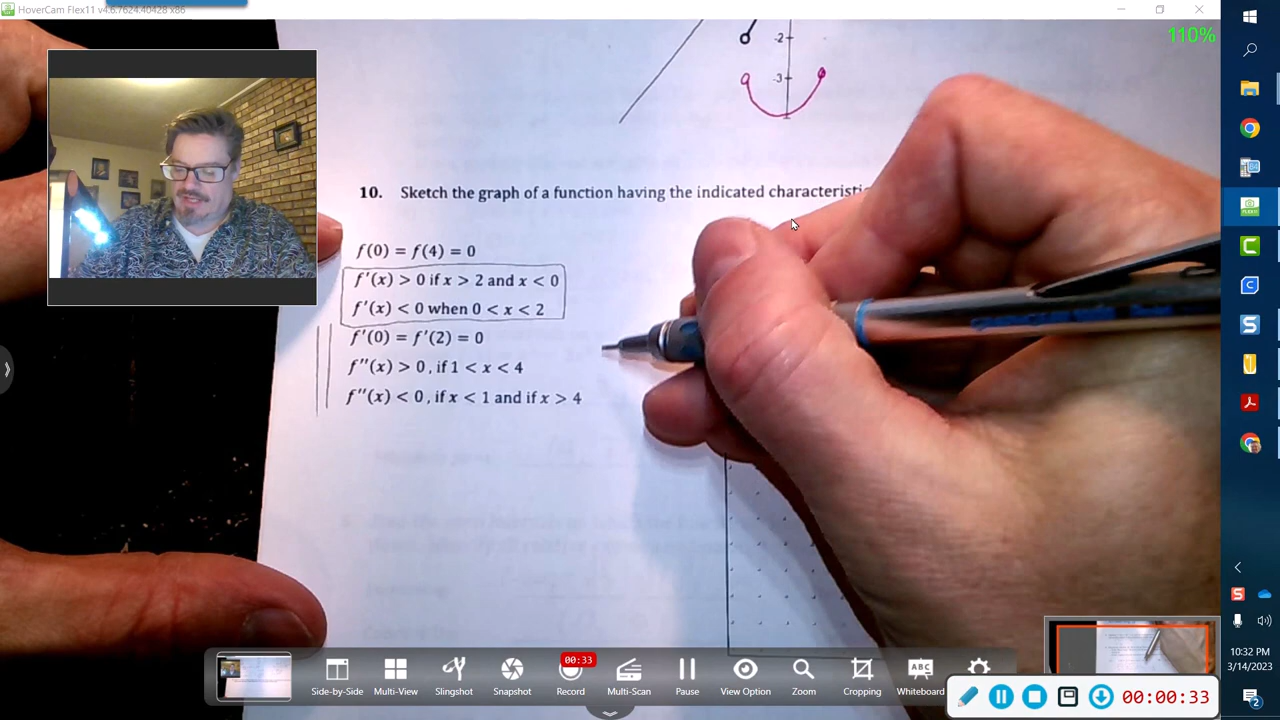 HoverCam Flex11 v4.6.7624.40428 x86
110%
-2
-3
10. Sketch the graph of a function having the indicated
f(0) = f(4) = 0
f'(x) > 0 if x > 2 and x < 0
f'(x) < 0 when 0 < x < 2
f'(0) = f'(2) = 0
f''(x) > 0, if 1 < x < 4
f''(x) < 0, if x < 1 and if x > 4
00:33
Side-by-Side Multi-View Slingshot Snapshot Record Multi-Scan Pause View Option Zoom Cropping Whiteboard
ABC
00:00:33
FLEX11
10:32 PM
3/14/2023
2